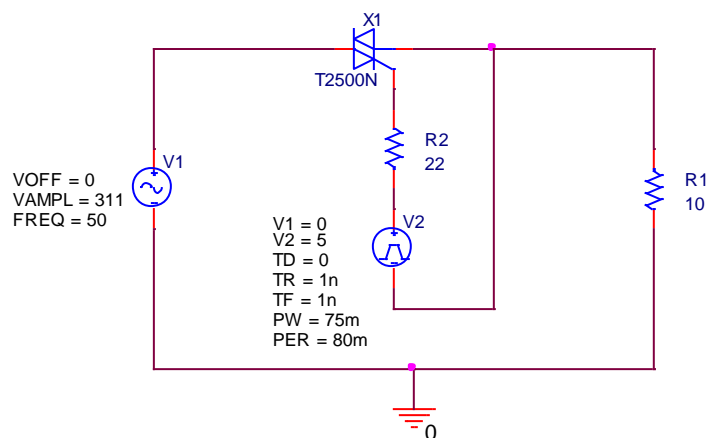 X1
T2500N
V1
VOFF = 0
VAMPL = 311
FREQ = 50
R2
22
V2
V1 = 0
V2 = 5
TD = 0
TR = 1n
TF = 1n
PW = 75m
PER = 80m
R1
10
0